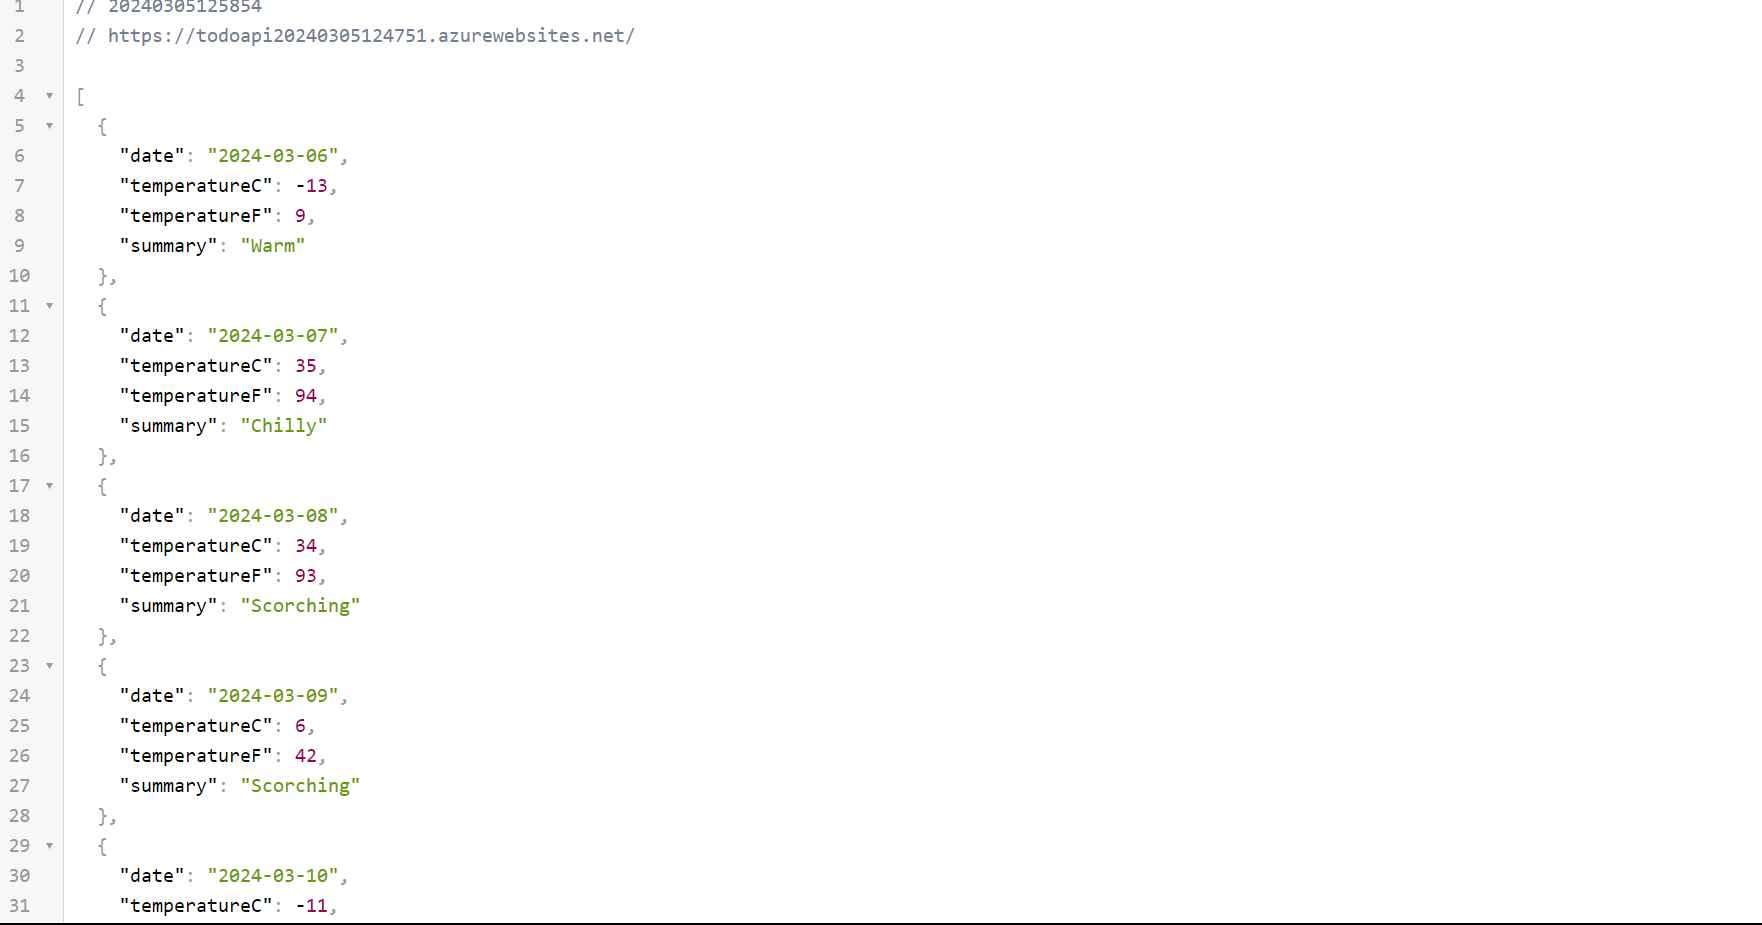 1 // 20240305125854
2 // https://todoapi20240305124751.azurewebsites.net/
3
4 [
5 {
6 "date": "2024-03-06",
7 "temperatureC": -13,
8 "temperatureF": 9,
9 "summary": "Warm"
10 },
11 {
12 "date": "2024-03-07",
13 "temperatureC": 35,
14 "temperatureF": 94,
15 "summary": "Chilly"
16 },
17 {
18 "date": "2024-03-08",
19 "temperatureC": 34,
20 "temperatureF": 93,
21 "summary": "Scorching"
22 },
23 {
24 "date": "2024-03-09",
25 "temperatureC": 6,
26 "temperatureF": 42,
27 "summary": "Scorching"
28 },
29 {
30 "date": "2024-03-10",
31 "temperatureC": -11,